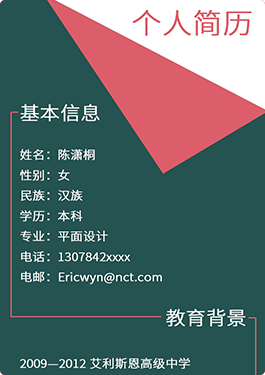 个人简历
基本信息
姓名：陈潇桐
性别：女
民族：汉族
学历：本科
专业：平面设计
电话：1307842xxxx
电邮：Ericwyn@nct.com
教育背景
2009—2012 艾利斯恩高级中学